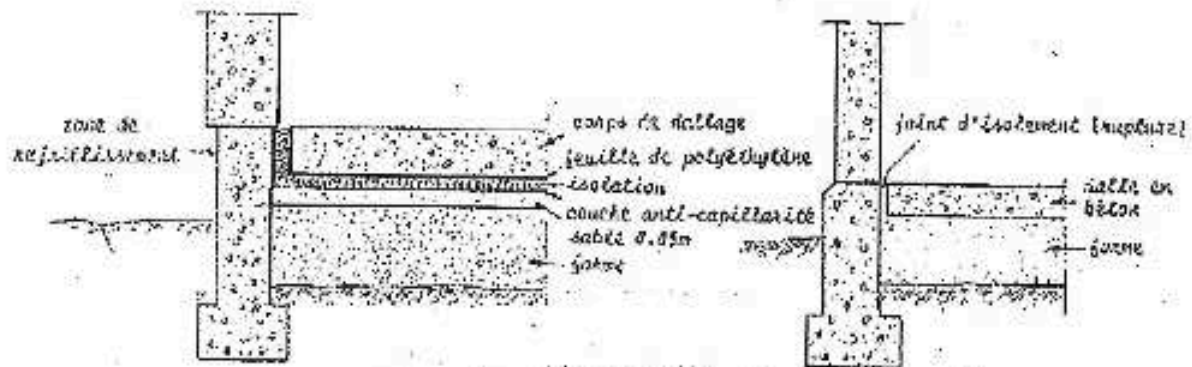 zone de
rejaillissement
corps de dallage
feuille de polyéthylène
isolation
couche anti-capillarité
sable 0.05m
forme
joint d'isolement (rupture)
dalle en
béton
forme